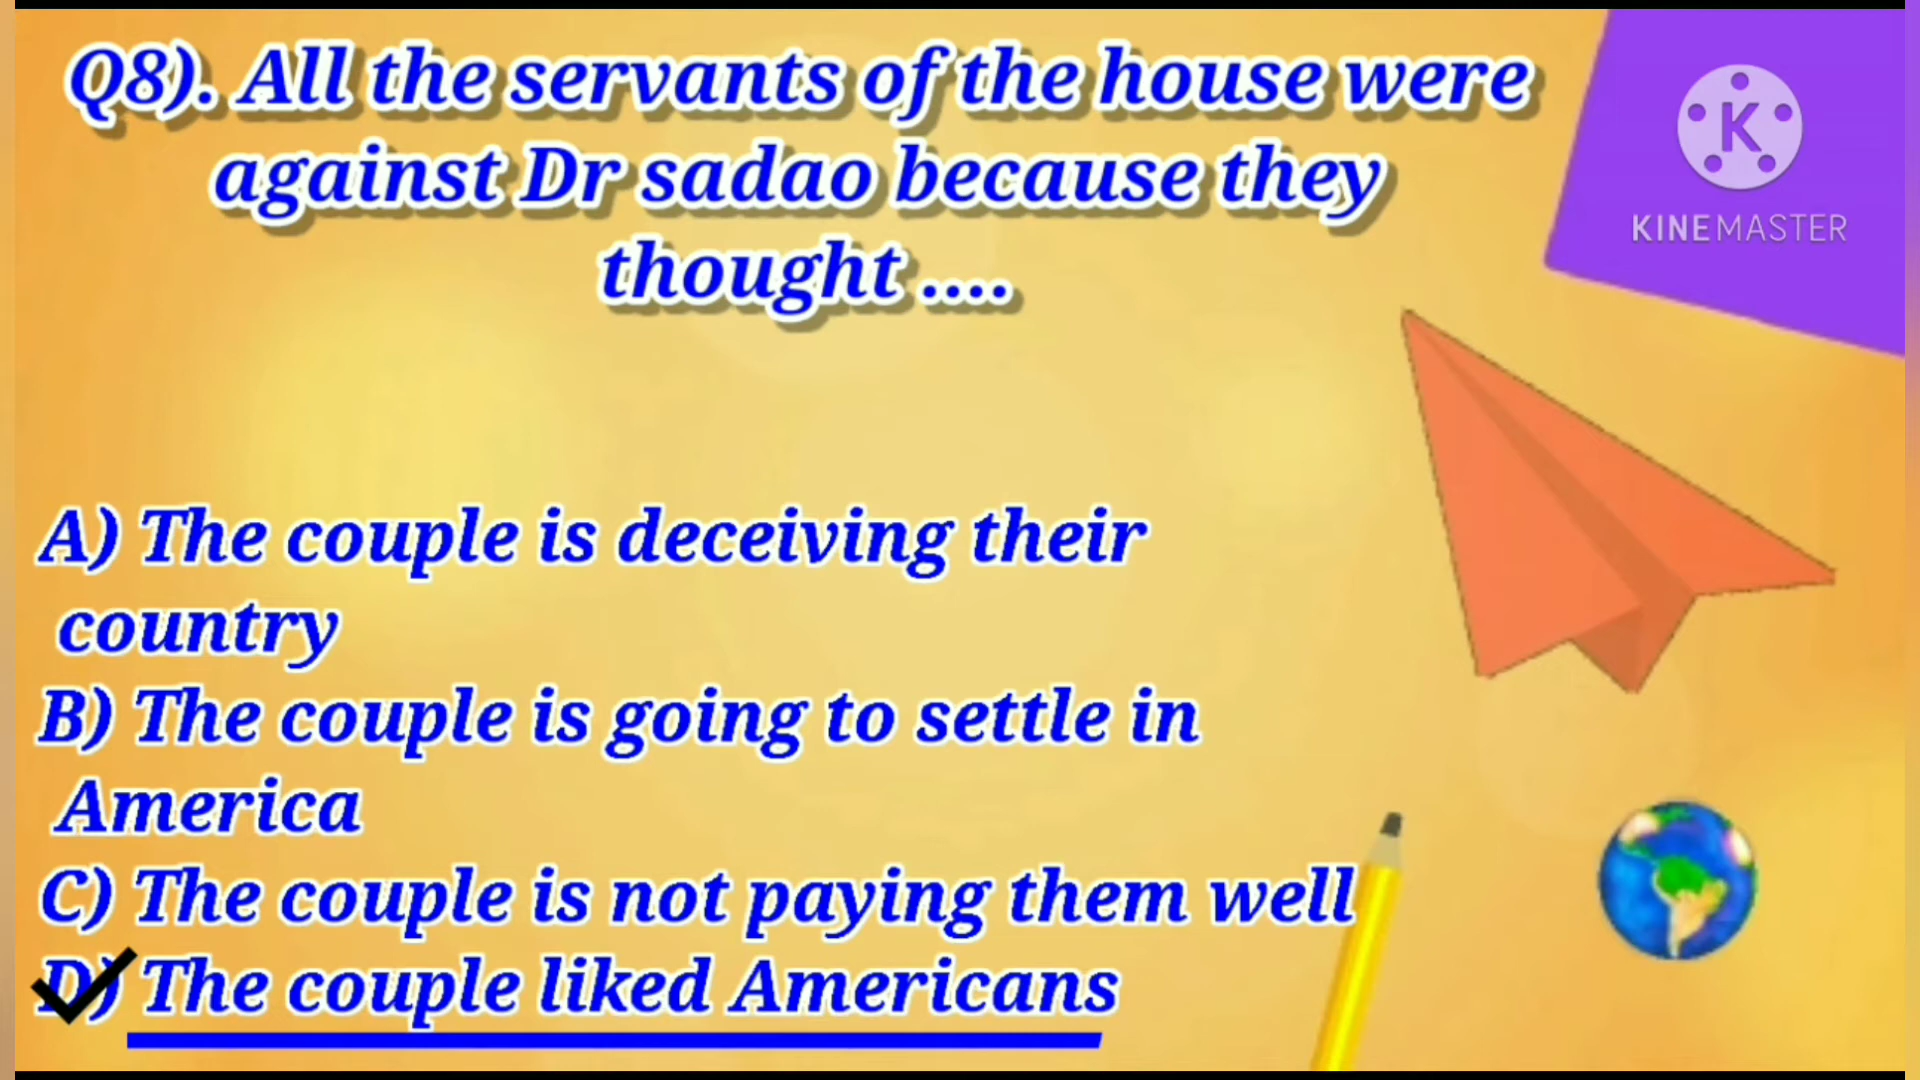 Q8). All the servants of the house were
against Dr sadao because they
thought ....
K
KINEMASTER
A) The couple is deceiving their
country
B) The couple is going to settle in
America
C) The couple is not paying them well
D) The couple liked Americans